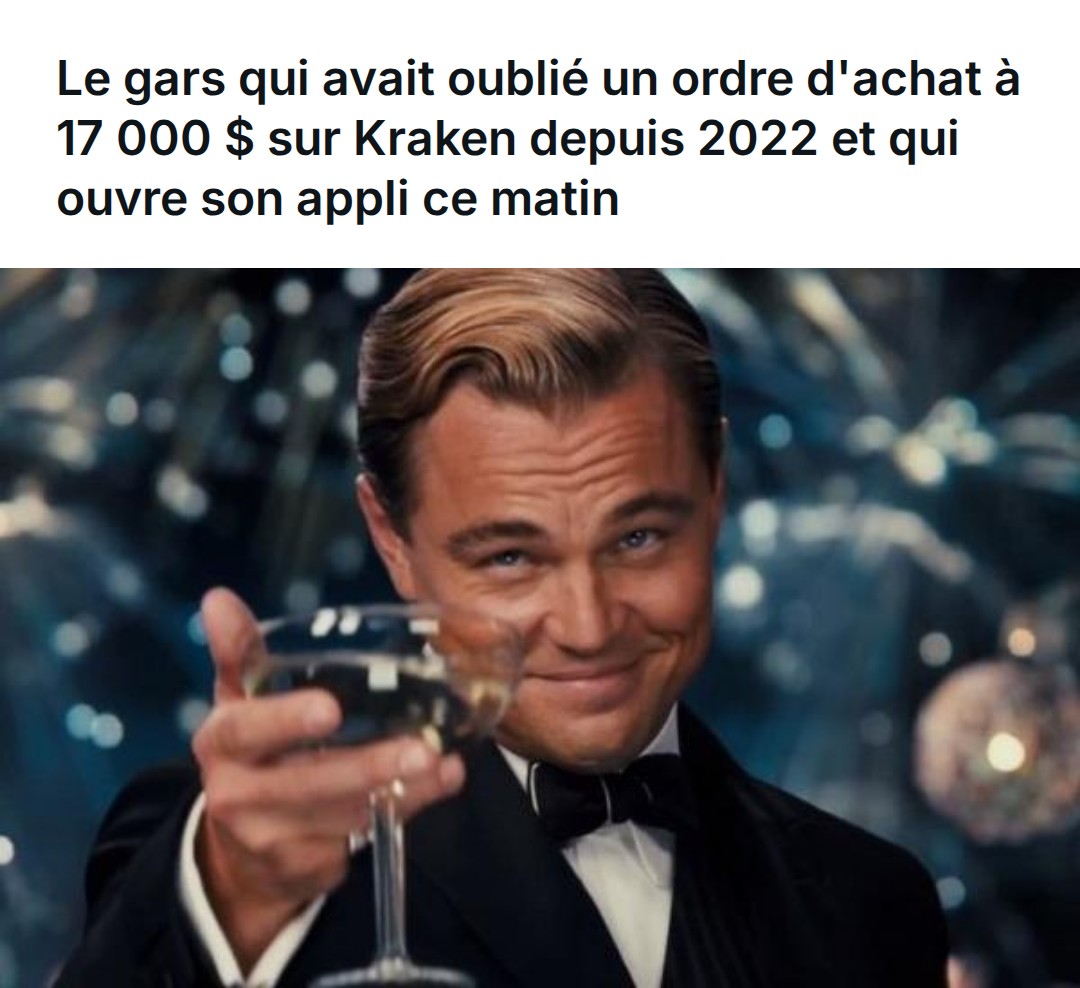 Le gars qui avait oublié un ordre d'achat à
17 000 $ sur Kraken depuis 2022 et qui
ouvre son appli ce matin